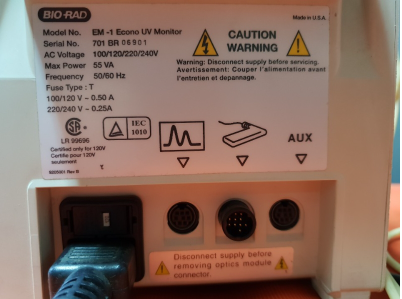 BIO-RAD
Model No. EM -1 Econo UV Monitor
Serial No. 701 BR 06901
AC Voltage 100/120/220/240V
Max Power 55 VA
Frequency 50/60 Hz
Fuse Type : T
100/120 V - 0.50 A
220/240 V - 0.25A
LR 99695
Certified only for 120V
Certifie pour 120V
seulement
IEC
1010
Made in U.S.A.
CAUTION
WARNING
Warning: Disconnect supply before servicing.
Avertissement: Couper l'alimentation avant
l'entretien et depannage.
AUX
Disconnect supply before
removing optics module
connector.